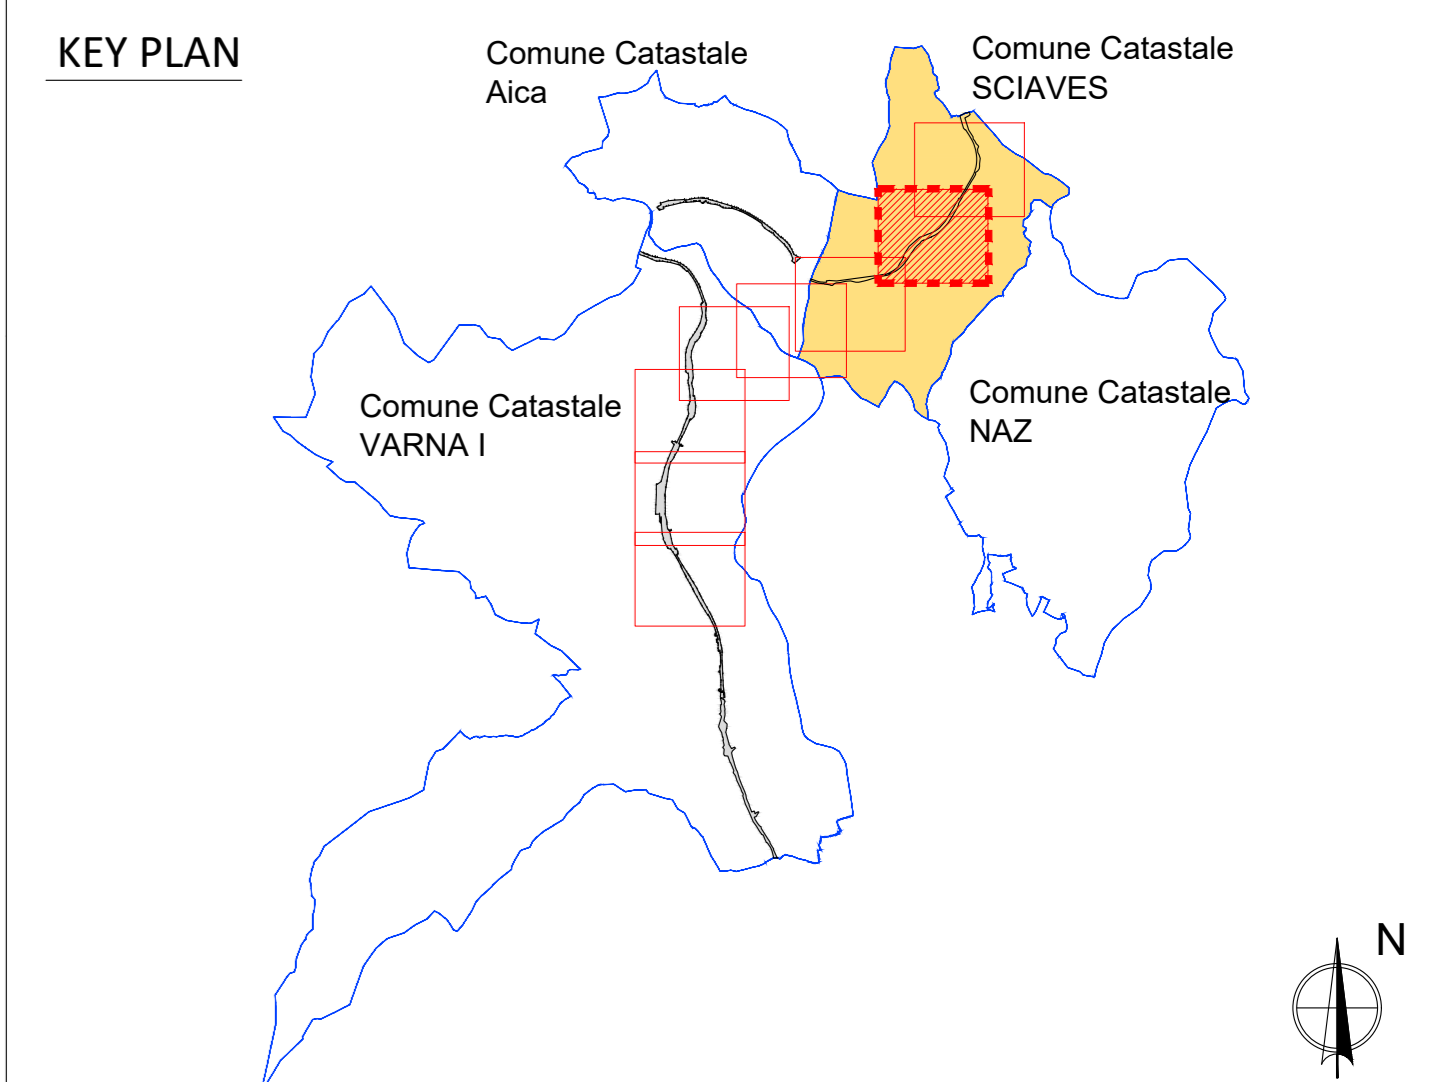 KEY PLAN
Comune Catastale
Aica
Comune Catastale
SCIAVES
Comune Catastale
VARNA I
Comune Catastale
NAZ
N